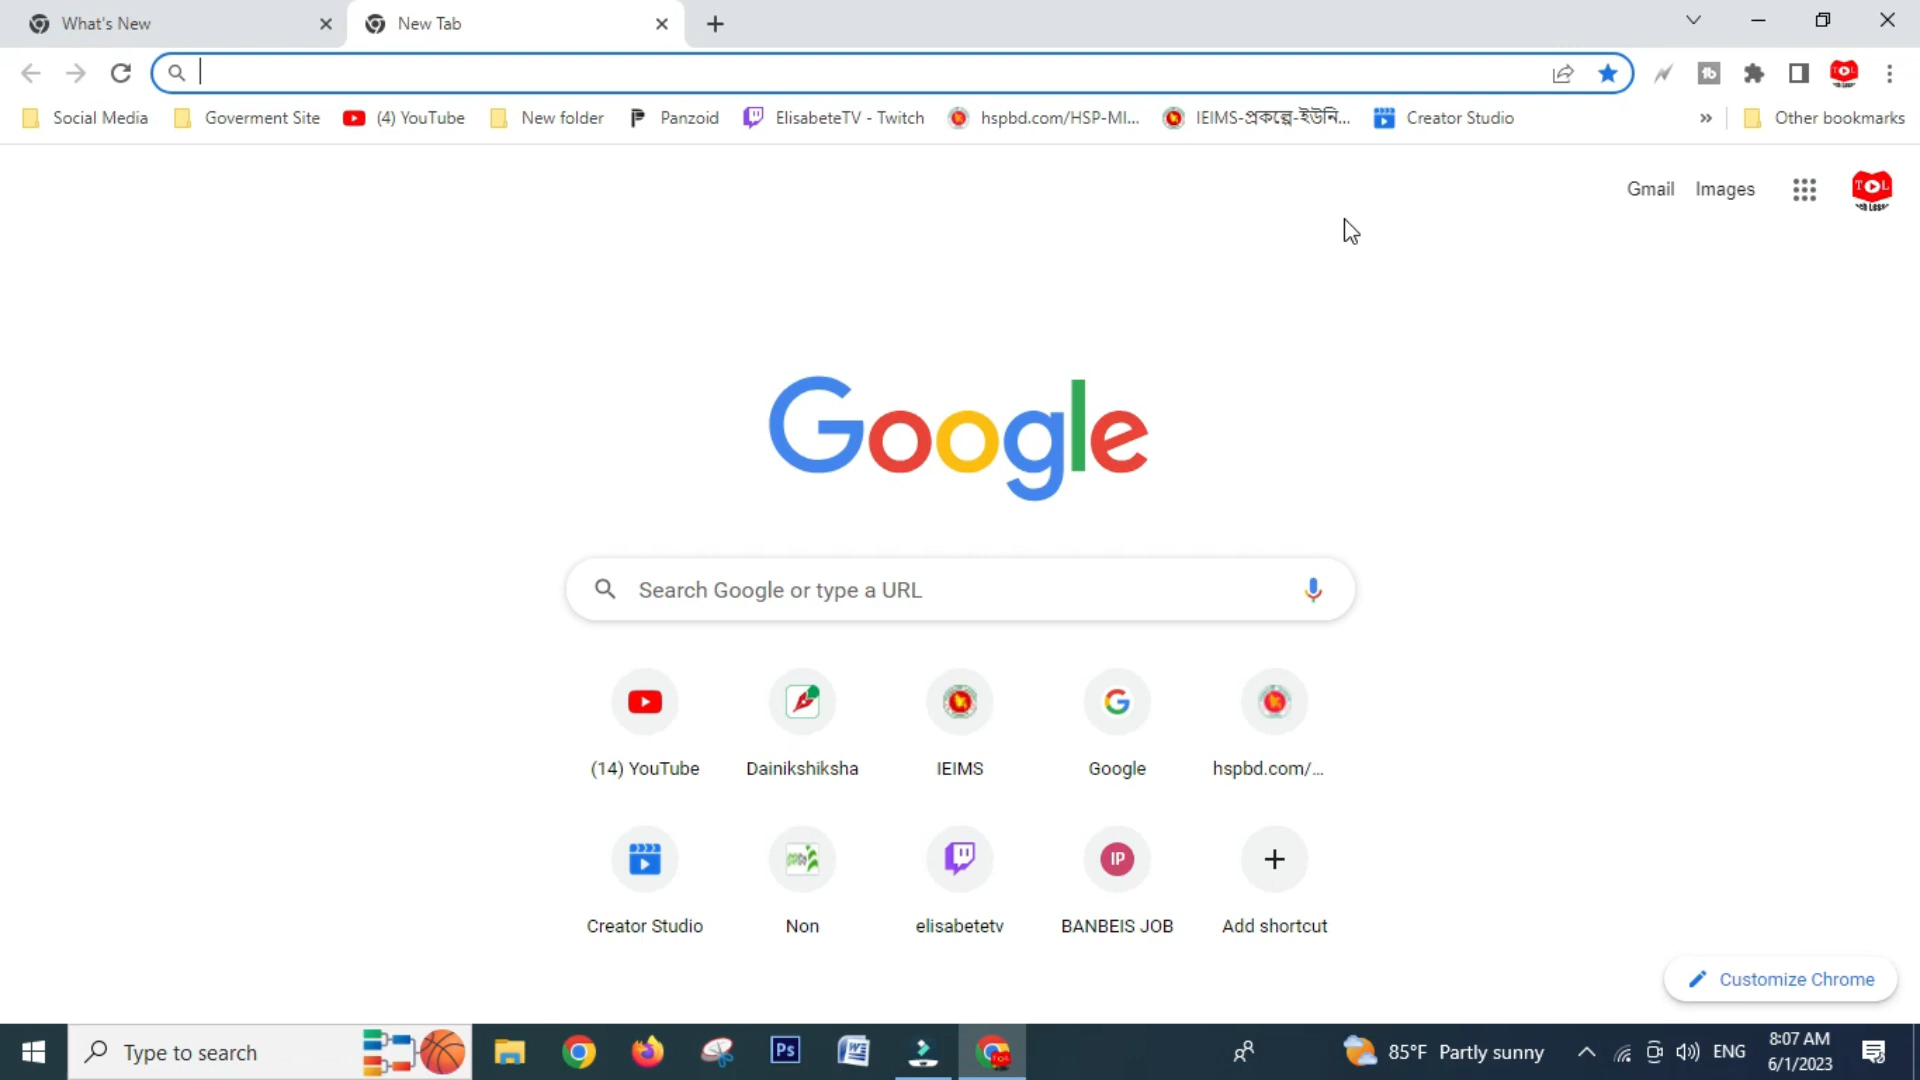 What's New
New Tab
Social Media
Goverment Site
(4) YouTube
New folder
Panzoid
ElisabeteTV - Twitch
hspbd.com/HSP-MI...
IEIMS-প্রকল্পে-ইউনি...
Creator Studio
»
Other bookmarks
Gmail
Images
TOL
Google
Search Google or type a URL
(14) YouTube
Dainikshiksha
IEIMS
Google
hspbd.com/...
Creator Studio
Non
elisabetetv
IP
BANBEIS JOB
Add shortcut
Customize Chrome
Type to search
Ps
85°F Partly sunny
ENG
8:07 AM
6/1/2023